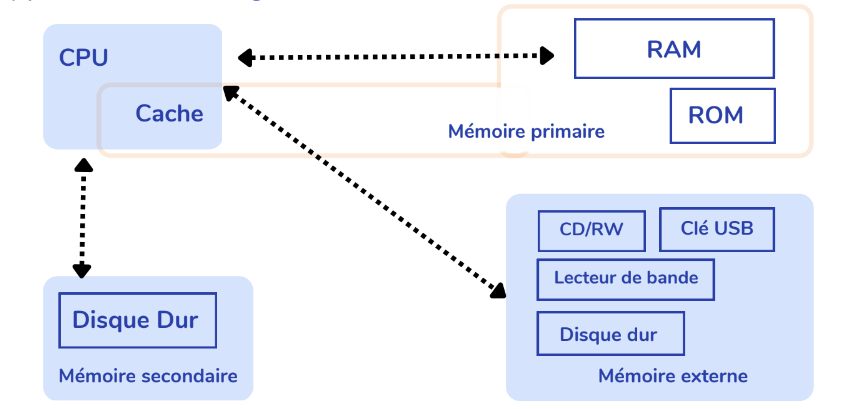 CPU
Cache
RAM
ROM
Mémoire primaire
CD/RW
Clé USB
Lecteur de bande
Disque dur
Mémoire externe
Disque Dur
Mémoire secondaire